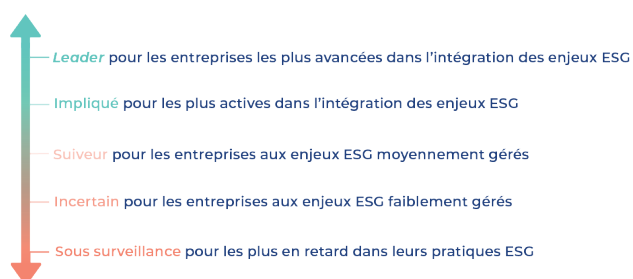 Leader pour les entreprises les plus avancées dans l'intégration des enjeux ESG
Impliqué pour les plus actives dans l'intégration des enjeux ESG
Suiveur pour les entreprises aux enjeux ESG moyennement gérés
Incertain pour les entreprises aux enjeux ESG faiblement gérés
Sous surveillance pour les plus en retard dans leurs pratiques ESG